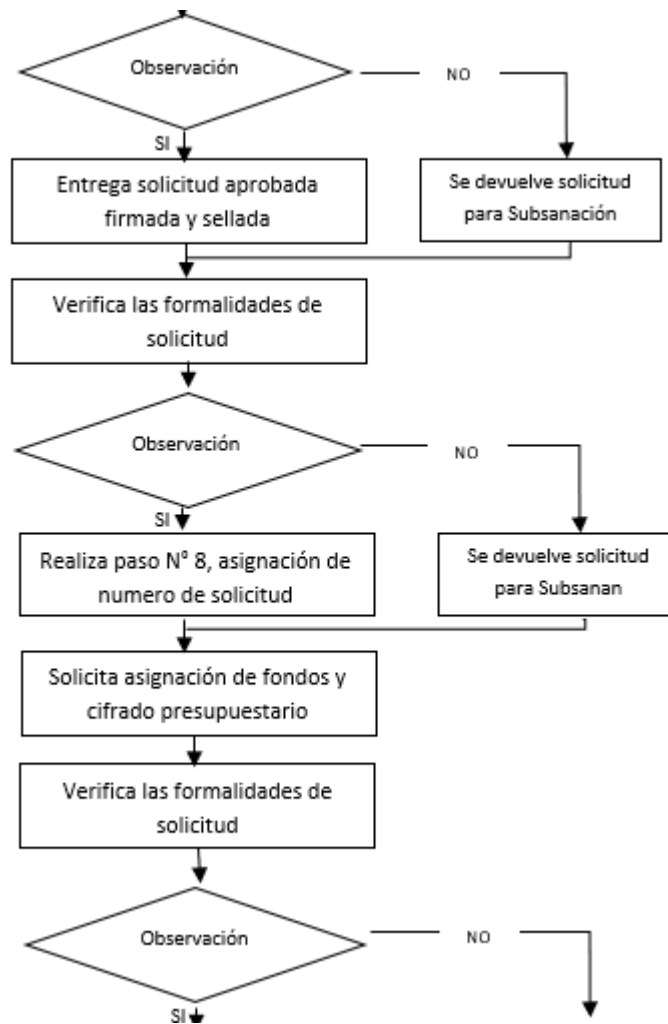 Observación
NO
SI
Entrega solicitud aprobada
firmada y sellada
Se devuelve solicitud
para Subsanación
Verifica las formalidades de
solicitud
Observación
NO
SI
Realiza paso N° 8, asignación de
numero de solicitud
Se devuelve solicitud
para Subsanan
Solicita asignación de fondos y
cifrado presupuestario
Verifica las formalidades de
solicitud
Observación
NO
SI